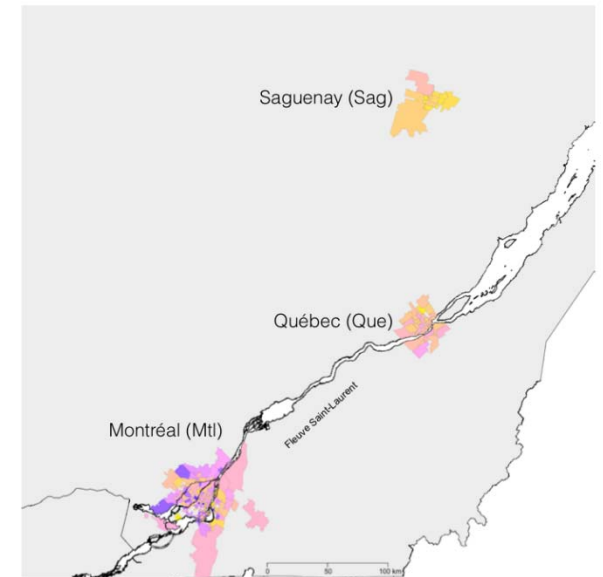 Saguenay (Sag)
Québec (Que)
Fleuve Saint-Laurent
Montréal (Mtl)
0 50 100 km